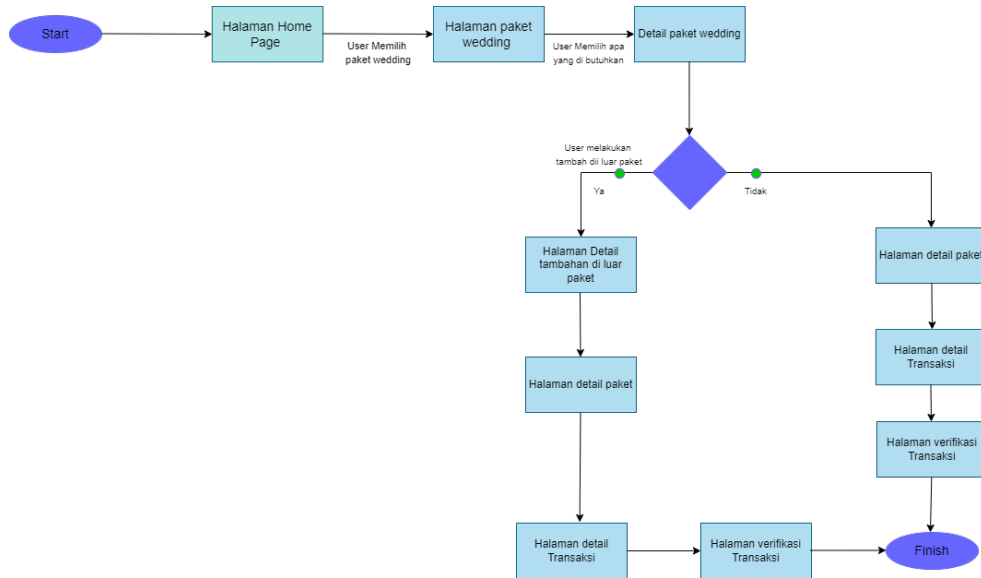 Start
Halaman Home
Page
User Memilih
paket wedding
Halaman paket
wedding
User Memilih apa
yang di butuhkan
Detail paket wedding
User melakukan
tambah dii luar paket
Ya
Tidak
Halaman Detail
tambahan di luar
paket
Halaman detail paket
Halaman detail paket
Halaman detail
Transaksi
Halaman verifikasi
Transaksi
Halaman detail
Transaksi
Halaman verifikasi
Transaksi
Finish